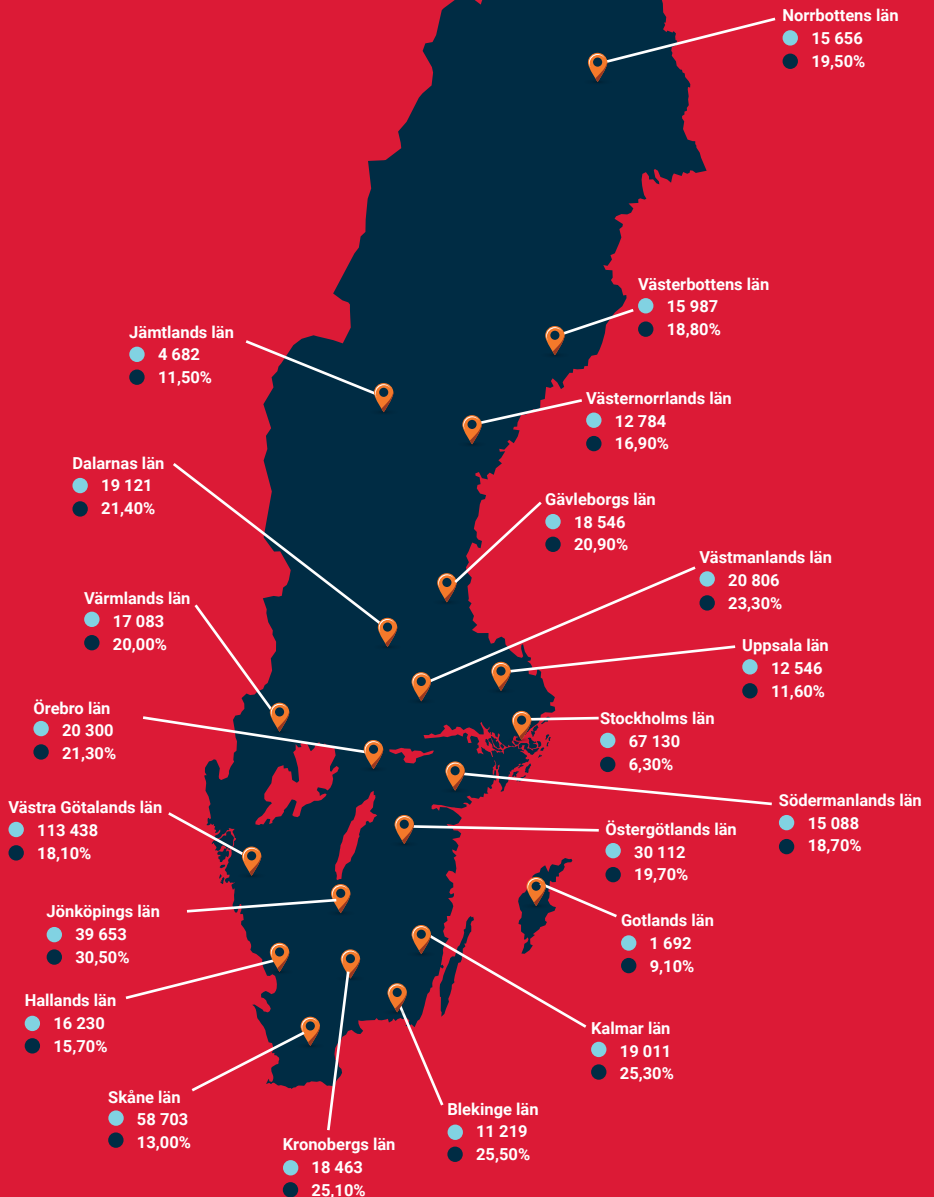 Norrbottens län
15 656
19,50%
Västerbottens län
15 987
18,80%
Jämtlands län
4 682
11,50%
Västernorrlands län
12 784
16,90%
Dalarnas län
19 121
21,40%
Gävleborgs län
18 546
20,90%
Västmanlands län
20 806
23,30%
Värmlands län
17 083
20,00%
Uppsala län
12 546
11,60%
Örebro län
20 300
21,30%
Stockholms län
67 130
6,30%
Södermanlands län
15 088
18,70%
Västra Götalands län
113 438
18,10%
Östergötlands län
30 112
19,70%
Jönköpings län
39 653
30,50%
Gotlands län
1 692
9,10%
Hallands län
16 230
15,70%
Kalmar län
19 011
25,30%
Skåne län
58 703
13,00%
Blekinge län
11 219
25,50%
Kronobergs län
18 463
25,10%